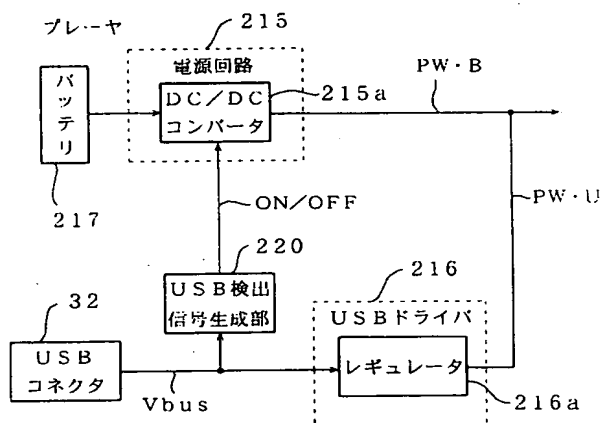 プレーヤ
215
電源回路
バッテリ
DC/DC
コンバータ
215a
PW・B
217
ON/OFF
PW・U
220
USB検出
信号生成部
216
USBドライバ
32
USB
コネクタ
Vbus
レギュレータ
216a